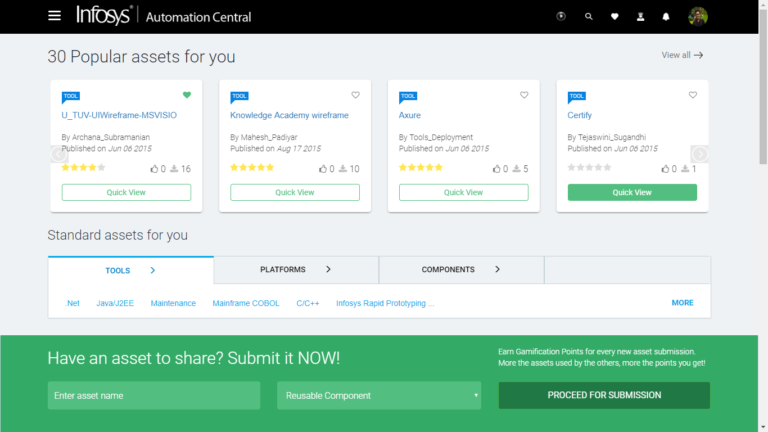 Infosys® | Automation Central
30 Popular assets for you
View all
TOOL
U_TUV-UIWireframe-MSVISIO
By Archana_Subramanian
Published on Jun 06 2015
0 16
Quick View
TOOL
Knowledge Academy wireframe
By Mahesh_Padiyar
Published on Aug 17 2015
0 10
Quick View
TOOL
Axure
By Tools_Deployment
Published on Jun 06 2015
0 5
Quick View
TOOL
Certify
By Tejaswini_Sugandhi
Published on Jun 06 2015
0 1
Quick View
Standard assets for you
TOOLS
PLATFORMS
COMPONENTS
.Net Java/J2EE Maintenance Mainframe COBOL C/C++ Infosys Rapid Prototyping ... MORE
Have an asset to share? Submit it NOW!
Earn Gamification Points for every new asset submission.
More the assets used by the others, more the points you get!
Enter asset name
Reusable Component
PROCEED FOR SUBMISSION